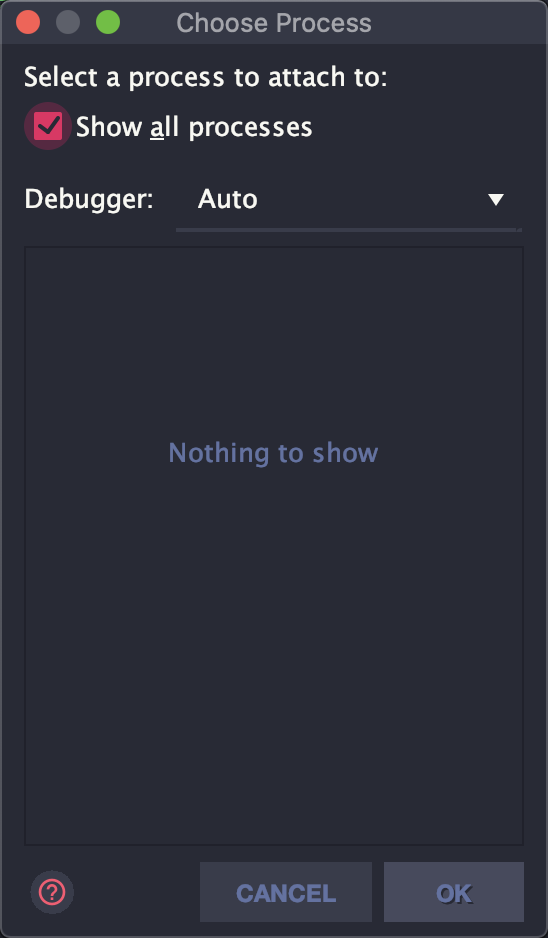 Choose Process
Select a process to attach to:
Show all processes
Debugger: Auto
Nothing to show
?
CANCEL OK